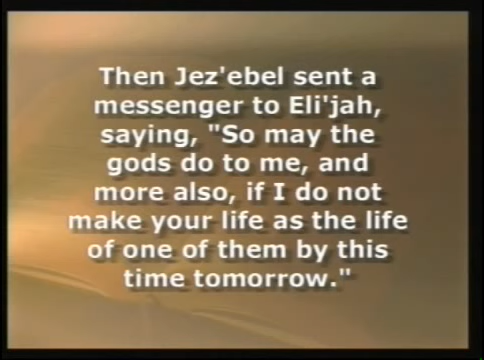 Then Jez'ebel sent a
messenger to Eli'jah,
saying, "So may the
gods do to me, and
more also, if I do not
make your life as the life
of one of them by this
time tomorrow."